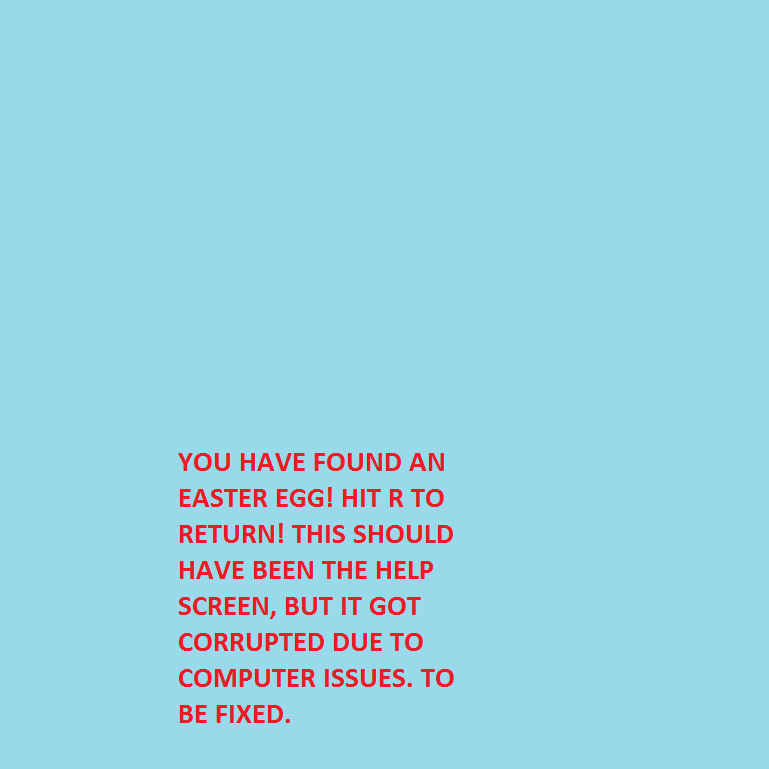 YOU HAVE FOUND AN
EASTER EGG! HIT R TO
RETURN! THIS SHOULD
HAVE BEEN THE HELP
SCREEN, BUT IT GOT
CORRUPTED DUE TO
COMPUTER ISSUES. TO
BE FIXED.